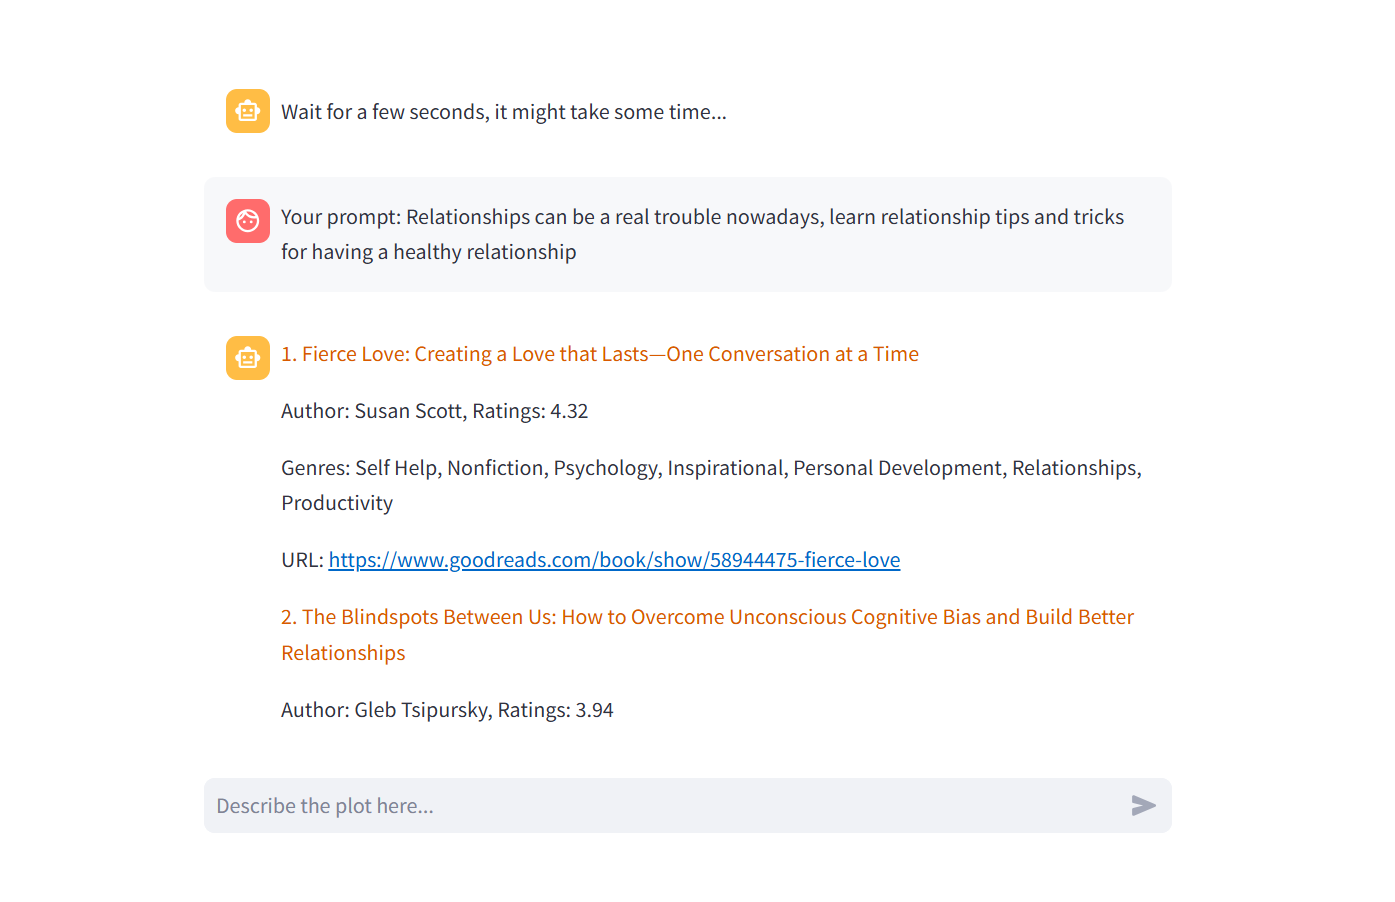 Wait for a few seconds, it might take some time...
Your prompt: Relationships can be a real trouble nowadays, learn relationship tips and tricks
for having a healthy relationship
1. Fierce Love: Creating a Love that Lasts—One Conversation at a Time
Author: Susan Scott, Ratings: 4.32
Genres: Self Help, Nonfiction, Psychology, Inspirational, Personal Development, Relationships,
Productivity
URL: https://www.goodreads.com/book/show/58944475-fierce-love
2. The Blindspots Between Us: How to Overcome Unconscious Cognitive Bias and Build Better
Relationships
Author: Gleb Tsipursky, Ratings: 3.94
Describe the plot here...